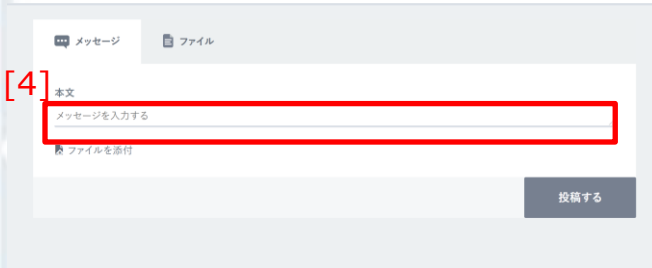 メッセージ
ファイル
[4]
本文
メッセージを入力する
ファイルを添付
投稿する